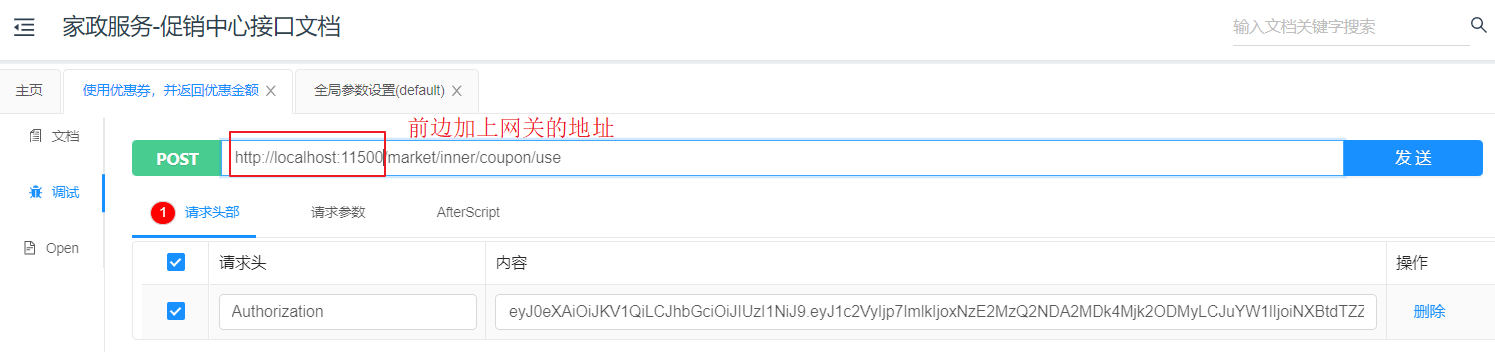 家政服务-促销中心接口文档
输入文档关键字搜索
主页
使用优惠券，并返回优惠金额
全局参数设置(default)
文档
前边加上网关的地址
POST
http://localhost:11500/market/inner/coupon/use
发 送
调试
1 请求头部
请求参数
AfterScript
Open
请求头
内容
操作
Authorization
eyJ0eXAiOiJKV1QiLCJhbGciOiJIUzI1NiJ9.eyJ1c2VyIjp7ImlkIjoxNzE2MzQ2NDA2MDk4Mjk2ODMyLCJuYW1lIjoiNXBtdTZZ
删除